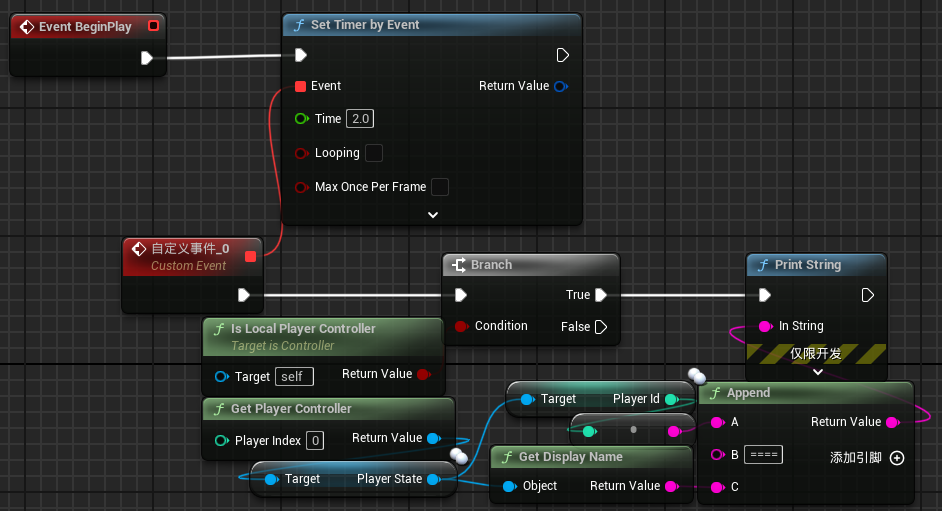 Event BeginPlay
Set Timer by Event
Event
Return Value
Time
2.0
Looping
Max Once Per Frame
自定义事件_0
Custom Event
Branch
True
Condition
False
Print String
In String
仅限开发
Is Local Player Controller
Target is Controller
Target
self
Return Value
Get Player Controller
Player Index
0
Return Value
Target
Player State
Target
Player Id
Get Display Name
Object
Return Value
Append
A
Return Value
B
====
添加引脚
C